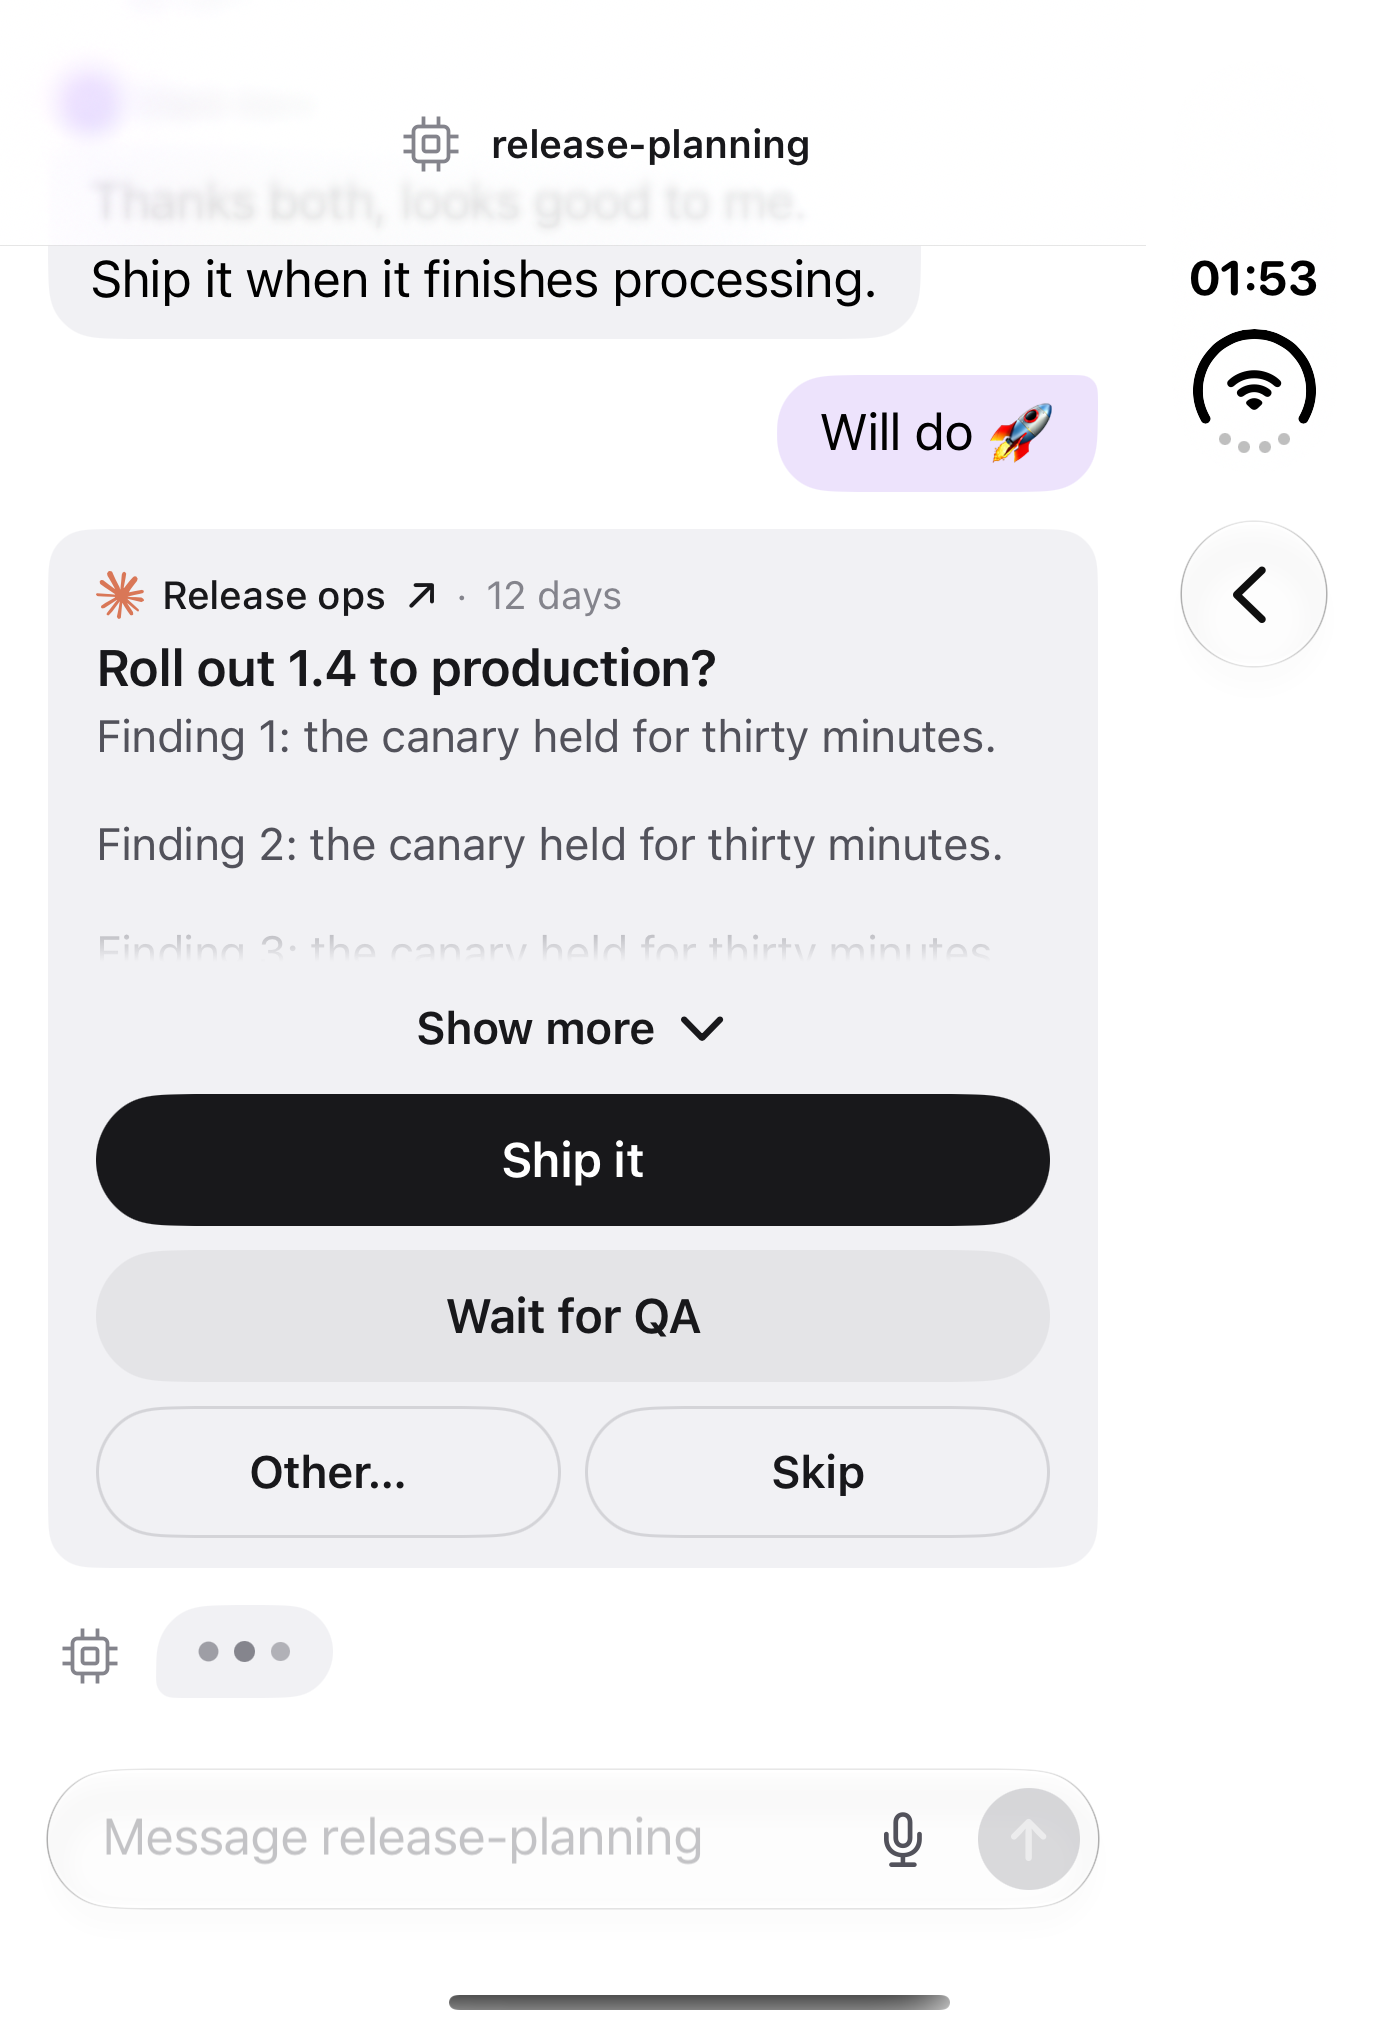 release-planning
Thanks both, looks good to me.
Ship it when it finishes processing.
01:53
Will do 🚀
Release ops ↗ · 12 days
Roll out 1.4 to production?
Finding 1: the canary held for thirty minutes.
Finding 2: the canary held for thirty minutes.
Finding 3: the canary held for thirty minutes
Show more
Ship it
Wait for QA
Other...
Skip
Message release-planning